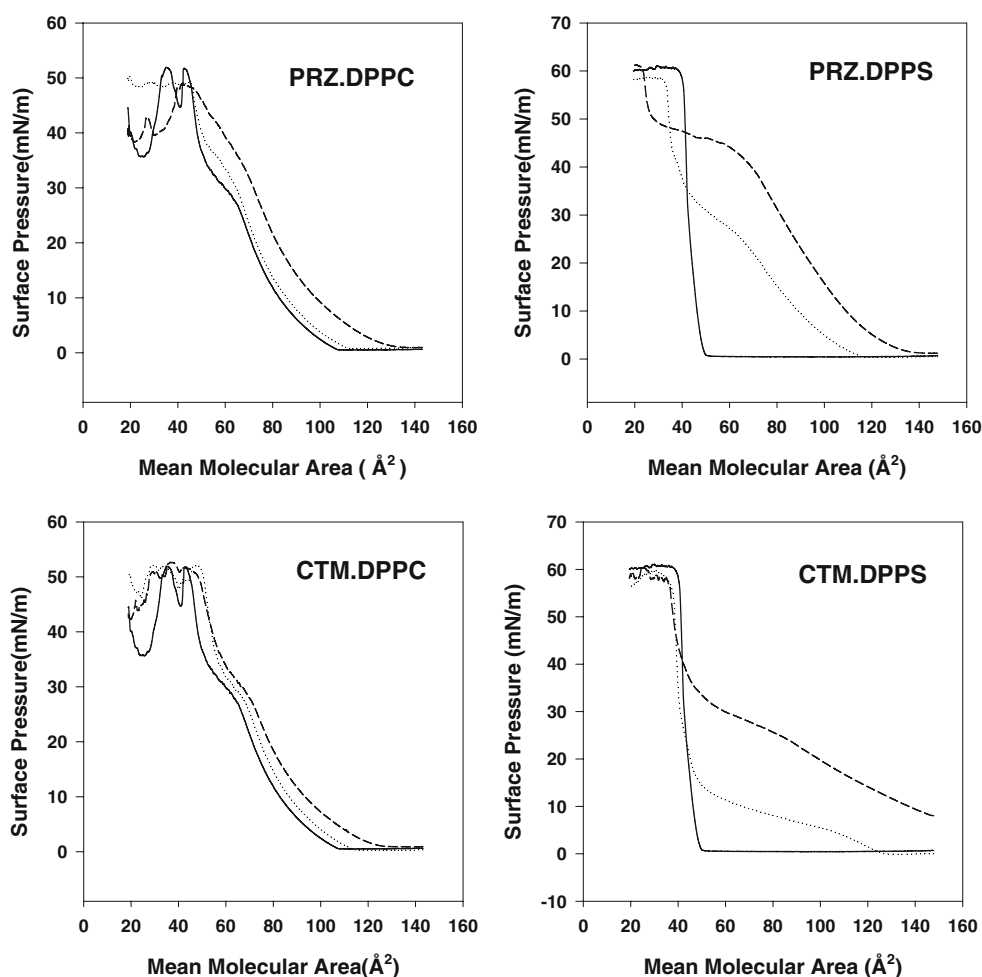 60
50
40
30
20
10
0
Surface Pressure(mN/m)
PRZ.DPPC
0 20 40 60 80 100 120 140 160
Mean Molecular Area ( Å²)
70
60
50
40
30
20
10
0
Surface Pressure(mN/m)
PRZ.DPPS
0 20 40 60 80 100 120 140 160
Mean Molecular Area (Å²)
60
50
40
30
20
10
0
Surface Pressure(mN/m)
CTM.DPPC
0 20 40 60 80 100 120 140 160
Mean Molecular Area(Å²)
70
60
50
40
30
20
10
0
-10
Surface Pressure (mN/m)
CTM.DPPS
0 20 40 60 80 100 120 140 160
Mean Molecular Area (Å²)